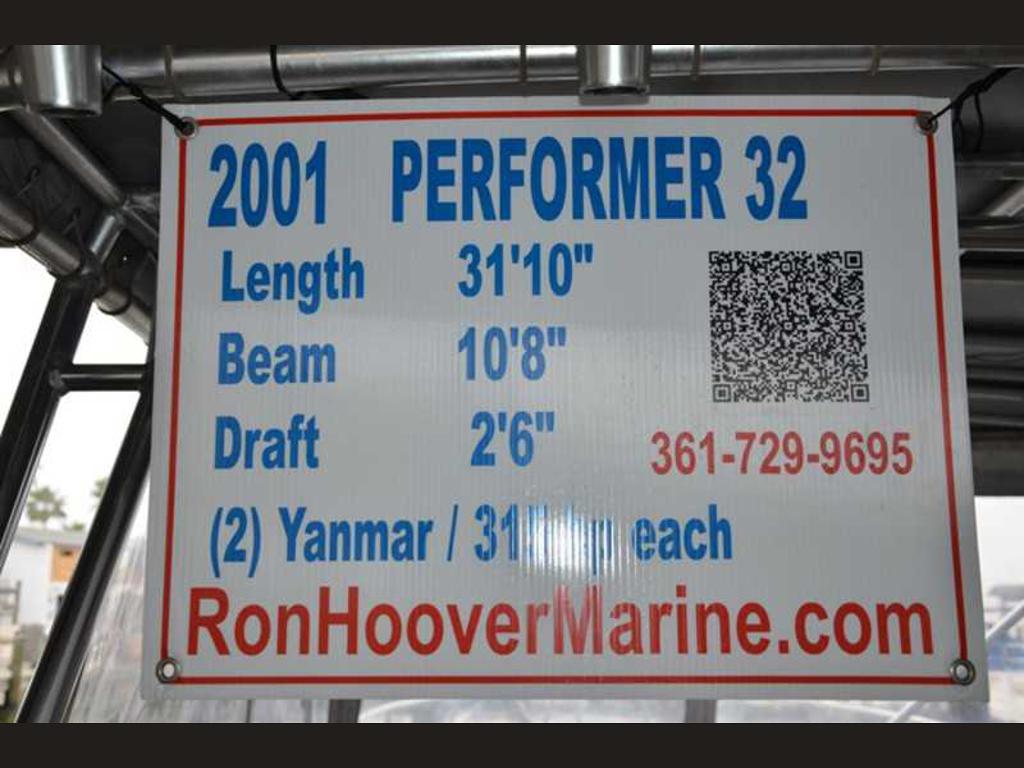 2001 PERFORMER 32
Length 31'10"
Beam 10'8"
Draft 2'6"
361-729-9695
(2) Yanmar / each
RonHooverMarine.com